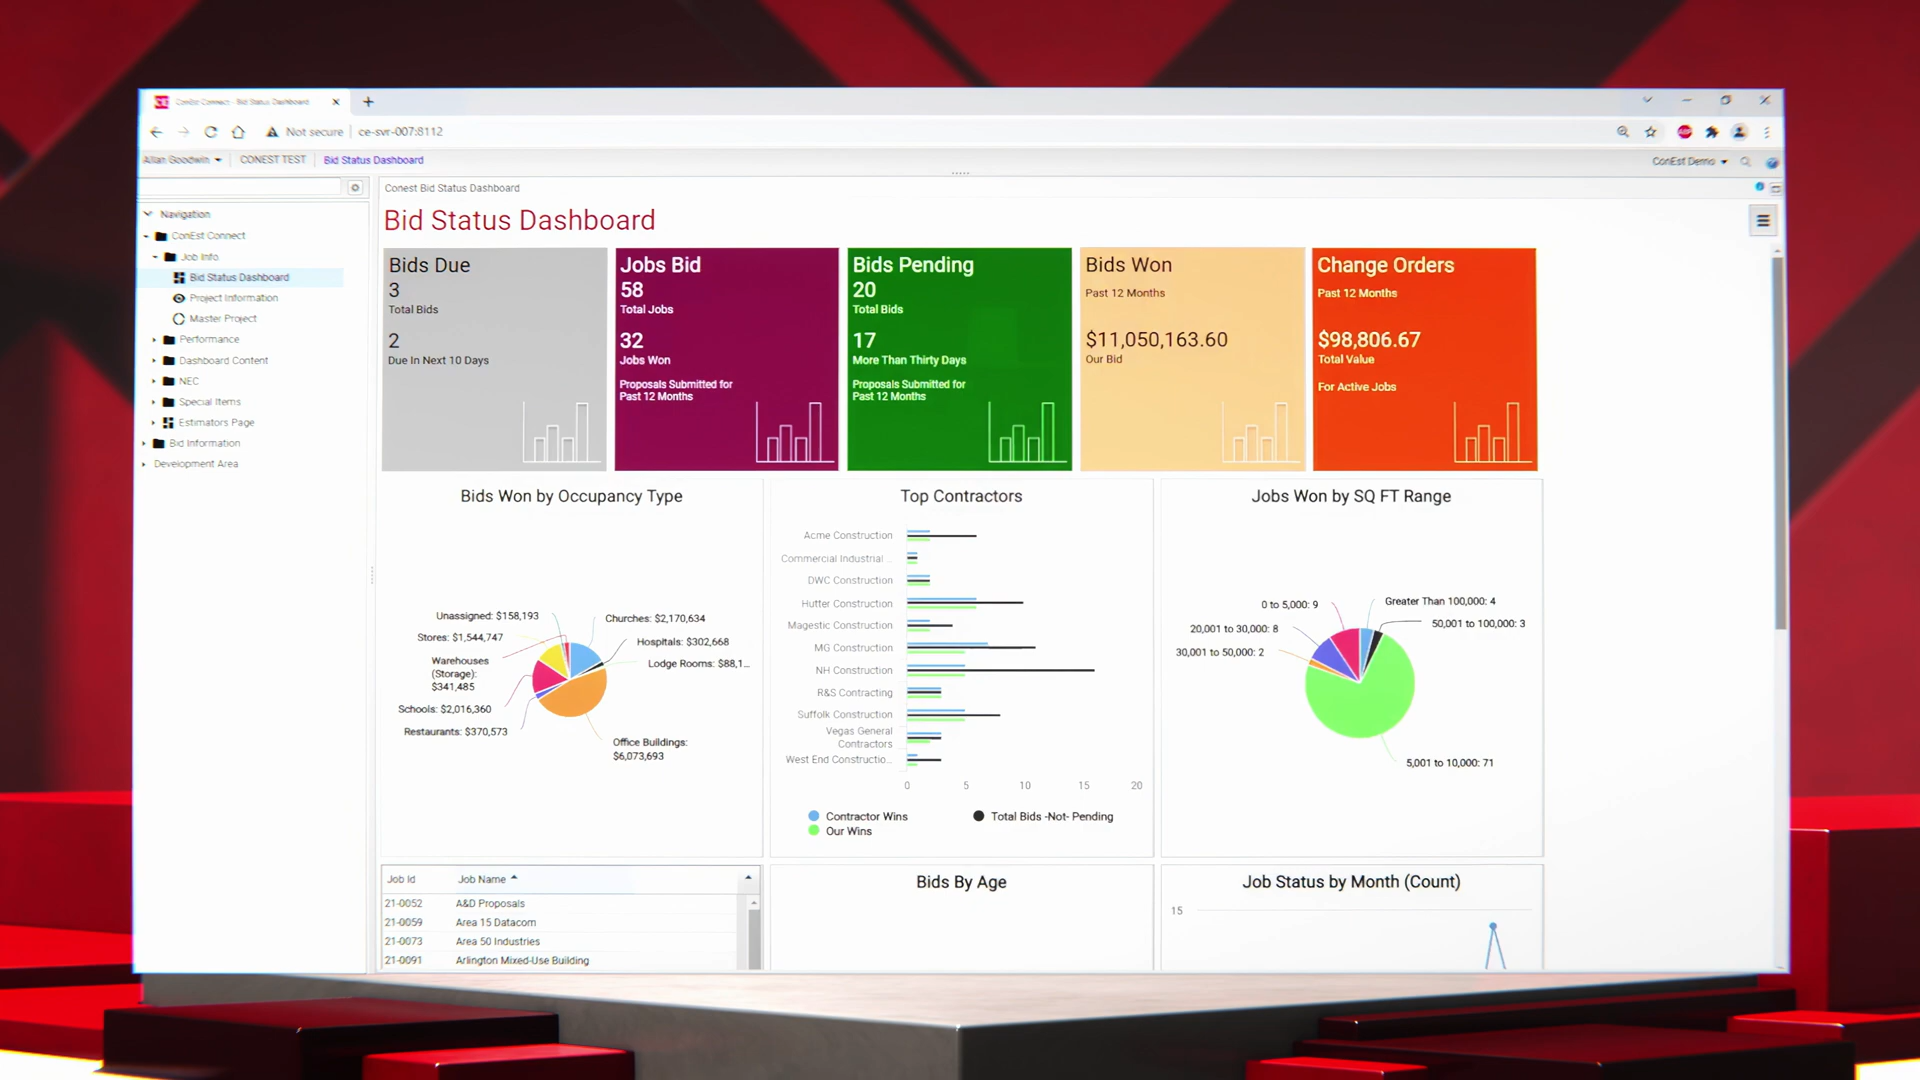 ConEst Connect - Bid Status Dashboard
Not secure | ce-svr-007:8112
Allan Goodwin
CONEST TEST
Bid Status Dashboard
ConEst Demo
Navigation
ConEst Connect
Job Info
Bid Status Dashboard
Project Information
Master Project
Performance
Dashboard Content
NEC
Special Items
Estimators Page
Bid Information
Development Area
Conest Bid Status Dashboard
Bid Status Dashboard
Bids Due
3
Total Bids
2
Due In Next 10 Days
Jobs Bid
58
Total Jobs
32
Jobs Won
Proposals Submitted for
Past 12 Months
Bids Pending
20
Total Bids
17
More Than Thirty Days
Proposals Submitted for
Past 12 Months
Bids Won
Past 12 Months
$11,050,163.60
Our Bid
Change Orders
Past 12 Months
$98,806.67
Total Value
For Active Jobs
Bids Won by Occupancy Type
Unassigned: $158,193
Stores: $1,544,747
Warehouses
(Storage):
$341,485
Schools: $2,016,360
Restaurants: $370,573
Churches: $2,170,634
Hospitals: $302,668
Lodge Rooms: $88,1...
Office Buildings:
$6,073,693
Top Contractors
Acme Construction
Commercial Industrial ...
DWC Construction
Hutter Construction
Magestic Construction
MG Construction
NH Construction
R&S Contracting
Suffolk Construction
Vegas General
Contractors
West End Constructio...
0 5 10 15 20
Contractor Wins
Total Bids -Not- Pending
Our Wins
Jobs Won by SQ FT Range
0 to 5,000: 9
20,001 to 30,000: 8
30,001 to 50,000: 2
Greater Than 100,000: 4
50,001 to 100,000: 3
5,001 to 10,000: 71
Job Id Job Name
21-0052 A&D Proposals
21-0059 Area 15 Datacom
21-0073 Area 50 Industries
21-0091 Arlington Mixed-Use Building
Bids By Age
Job Status by Month (Count)
15